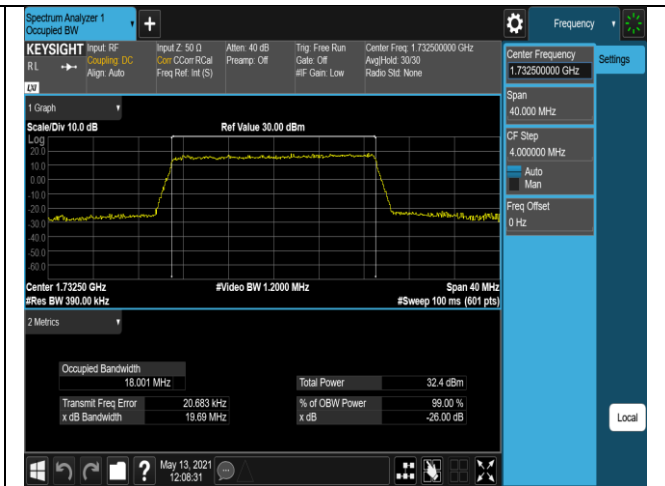 Spectrum Analyzer 1
Occupied BW
+
Frequency
KEYSIGHT
RL
LXI
Input: RF
Coupling: DC
Align: Auto
Input Z: 50 Ω
Corr CCorr RCal
Freq Ref: Int (S)
Atten: 40 dB
Preamp: Off
Trig: Free Run
Gate: Off
#IF Gain: Low
Center Freq: 1.732500000 GHz
Avg|Hold: 30/30
Radio Std: None
Center Frequency
1.732500000 GHz
Settings
Span
40.000 MHz
CF Step
4.000000 MHz
Auto
Man
Freq Offset
0 Hz
1 Graph
Scale/Div 10.0 dB
Ref Value 30.00 dBm
Log
20.0
10.0
0.00
-10.0
-20.0
-30.0
-40.0
-50.0
-60.0
Center 1.73250 GHz
#Video BW 1.2000 MHz
Span 40 MHz
#Res BW 390.00 kHz
#Sweep 100 ms (601 pts)
2 Metrics
Occupied Bandwidth
18.001 MHz
Total Power 32.4 dBm
Transmit Freq Error 20.683 kHz
% of OBW Power 99.00 %
x dB Bandwidth 19.69 MHz
x dB -26.00 dB
Local
?
May 13, 2021
12:08:31